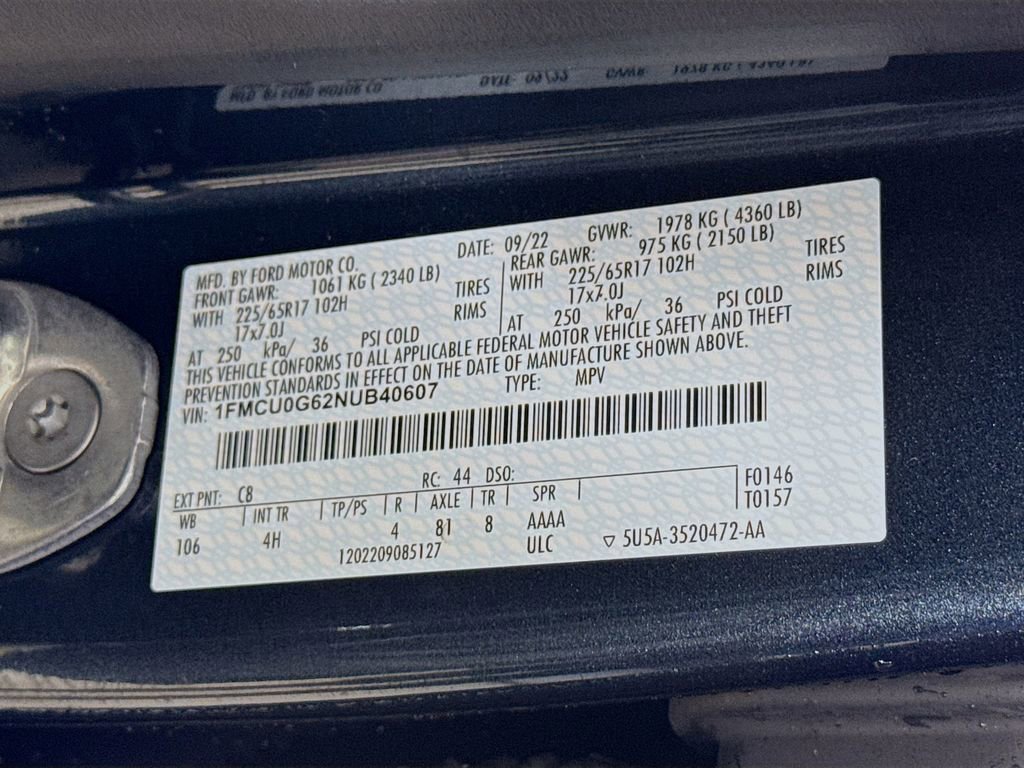 MFD. BY FORD MOTOR CO. DATE: 09/22 GVWR: 1978 KG ( 4360 LB)
FRONT GAWR: 1061 KG ( 2340 LB) REAR GAWR: 975 KG ( 2150 LB)
WITH 225/65R17 102H TIRES WITH 225/65R17 102H TIRES
17x7.0J RIMS 17x7.0J RIMS
AT 250 kPa/ 36 PSI COLD AT 250 kPa/ 36 PSI COLD
THIS VEHICLE CONFORMS TO ALL APPLICABLE FEDERAL MOTOR VEHICLE SAFETY AND THEFT
PREVENTION STANDARDS IN EFFECT ON THE DATE OF MANUFACTURE SHOWN ABOVE.
VIN: 1FMCU0G62NUB40607 TYPE: MPV
EXT PNT: C8 RC: 44 DSO: F0146
WB INT TR TP/PS R AXLE TR SPR T0157
106 4H 4 81 8 AAAA
1202209085127 ULC 5U5A-3520472-AA